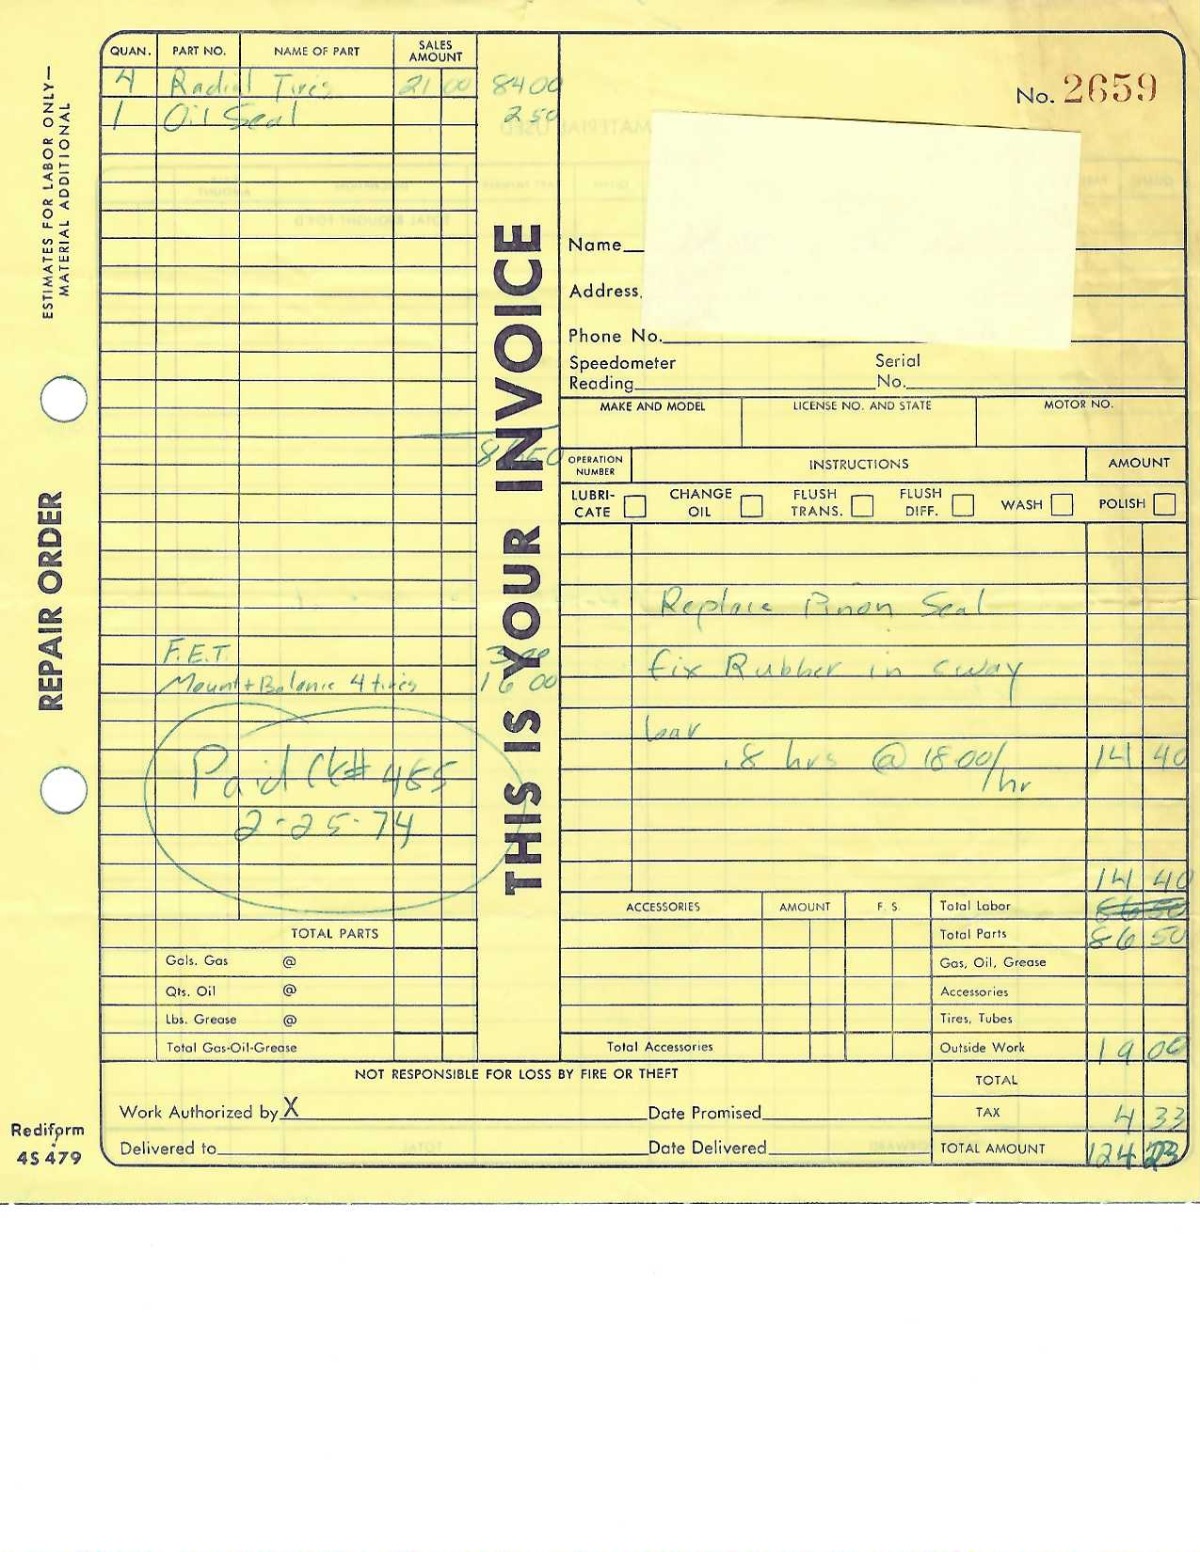 ESTIMATES FOR LABOR ONLY—
MATERIAL ADDITIONAL
REPAIR ORDER
Rediform
4S 479
QUAN. PART NO. NAME OF PART SALES AMOUNT
4 Radial Tires 21 00 84 00
1 Oil Seal 2 50
86 50
F.E.T.
Mount + Balance 4 tires 16 00
Paid Ck# 465
2-25-74
TOTAL PARTS
Gals. Gas @
Qts. Oil @
Lbs. Grease @
Total Gas-Oil-Grease
THIS IS YOUR INVOICE
No. 2659
Name
Address
Phone No.
Speedometer Reading Serial No.
MAKE AND MODEL LICENSE NO. AND STATE MOTOR NO.
OPERATION NUMBER INSTRUCTIONS AMOUNT
LUBRI-CATE CHANGE OIL FLUSH TRANS. FLUSH DIFF. WASH POLISH
Replace Pinon Seal
fix Rubber in sway
bar
.8 hrs @ 18.00/hr 14 40
14 40
ACCESSORIES AMOUNT F. S. Total Labor
Total Parts 86 50
Gas, Oil, Grease
Accessories
Tires, Tubes
Total Accessories Outside Work 19 00
NOT RESPONSIBLE FOR LOSS BY FIRE OR THEFT TOTAL
Work Authorized by X Date Promised TAX 4 33
Delivered to Date Delivered TOTAL AMOUNT 124 23